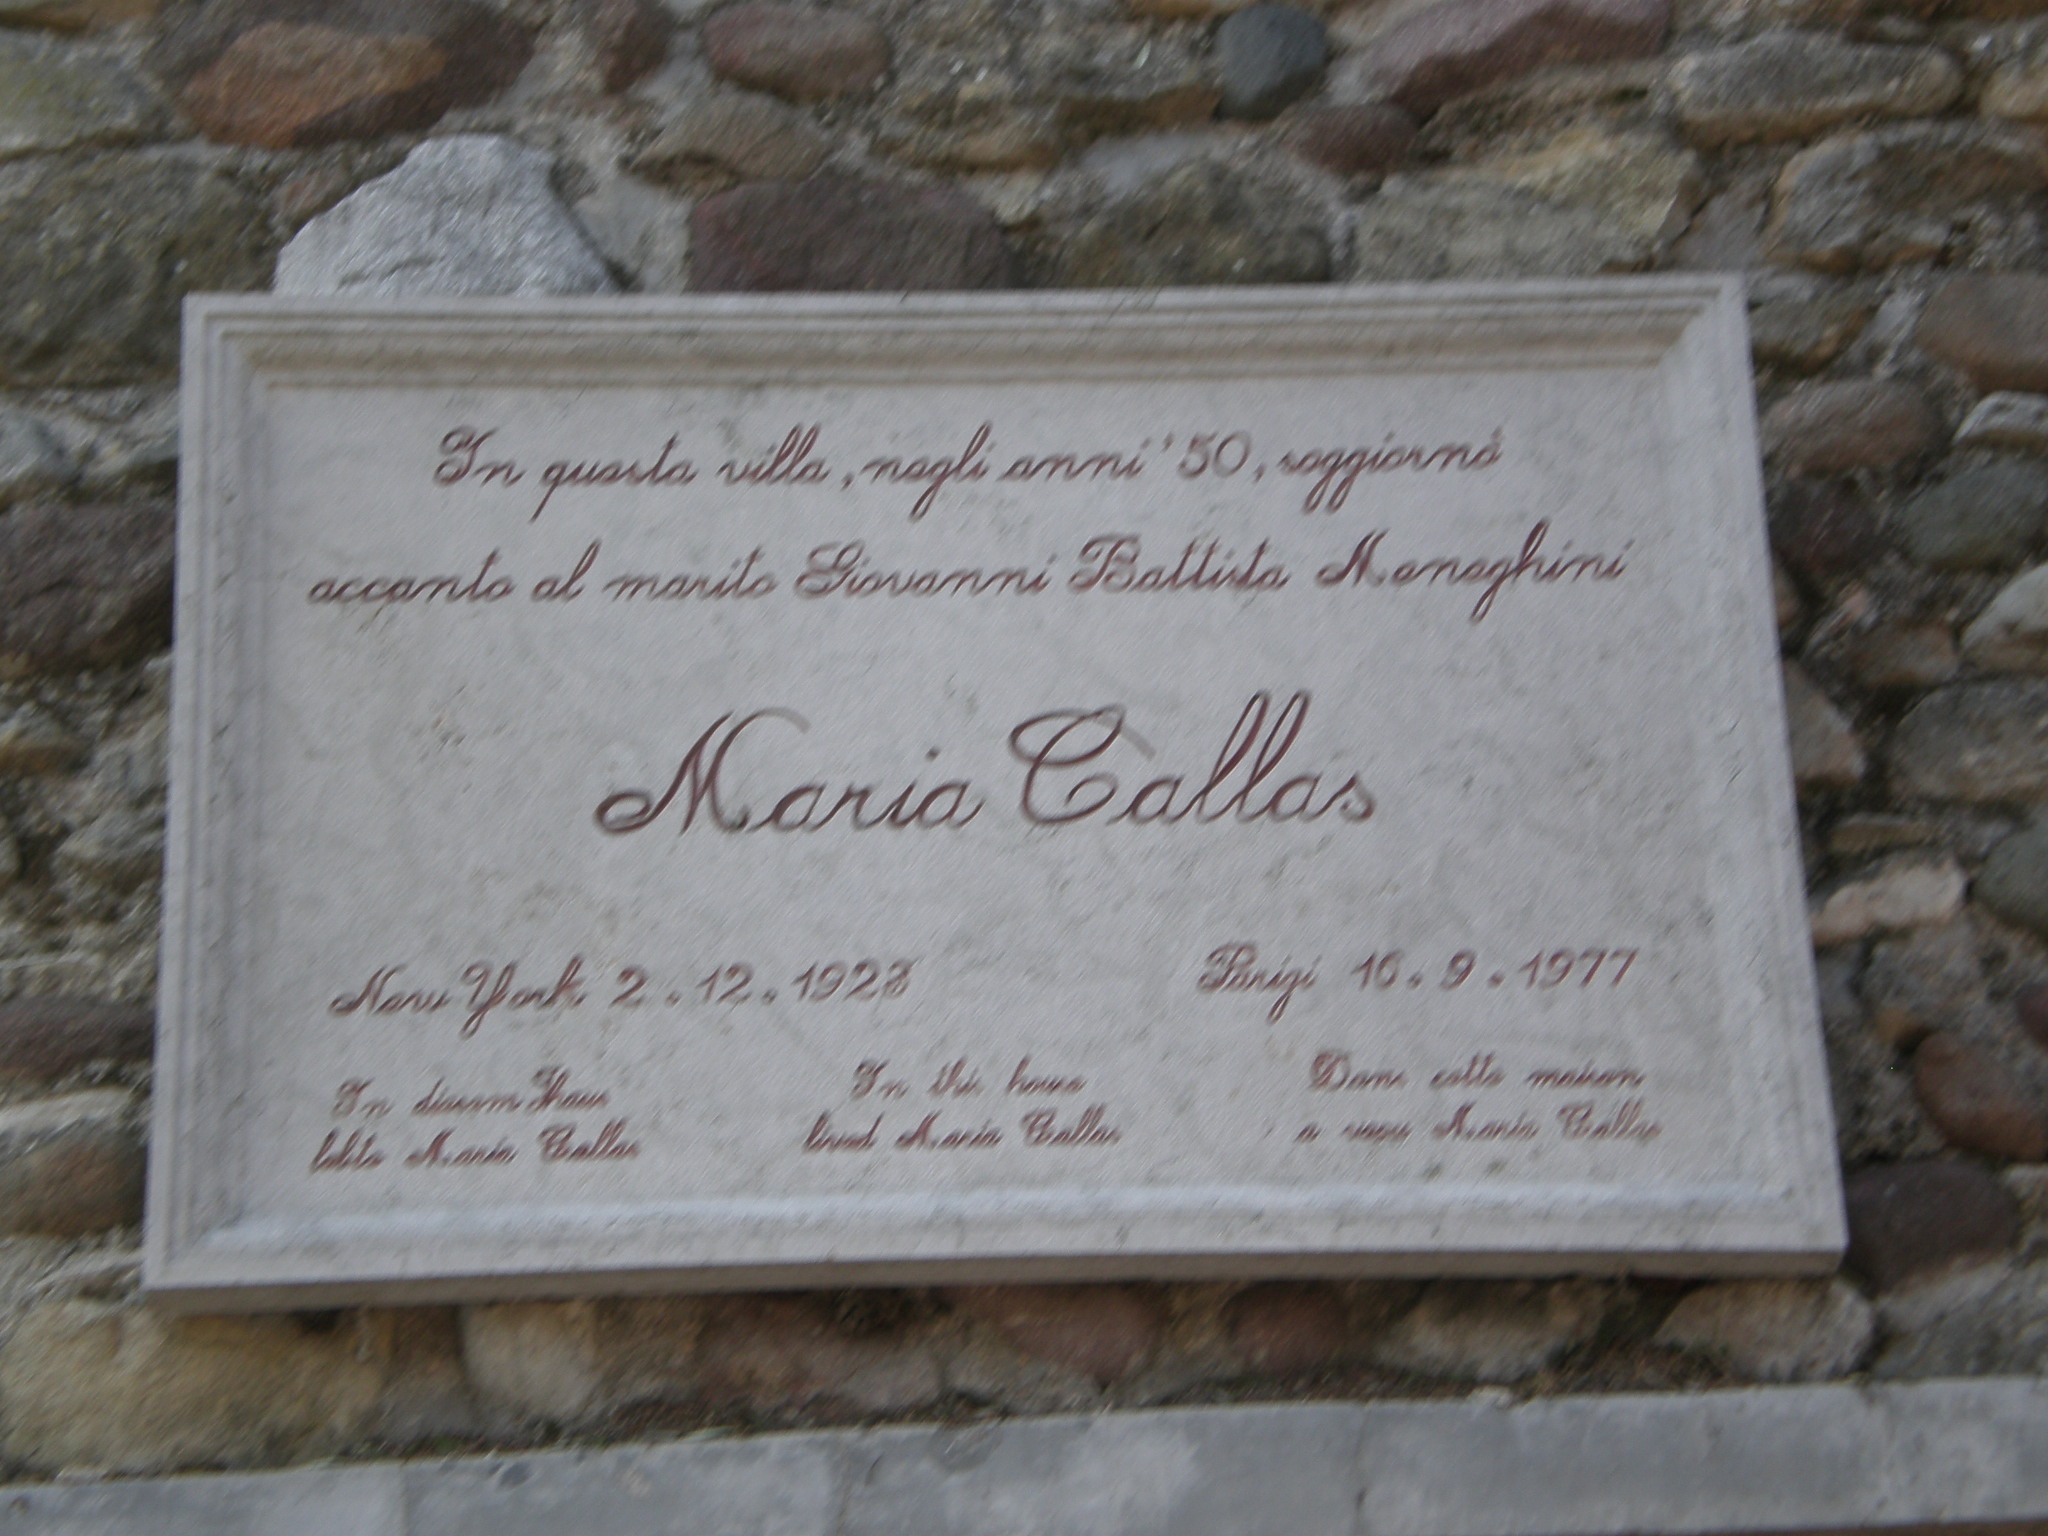 In questa villa, negli anni '50, soggiornó
accanto al marito Giovanni Battista Meneghini
Maria Callas
New York 2.12.1923 Parigi 16.9.1977
In diesem Haus
lebte Maria Callas
In this house
lived Maria Callas
Dans cette maison
a vecu Maria Callas